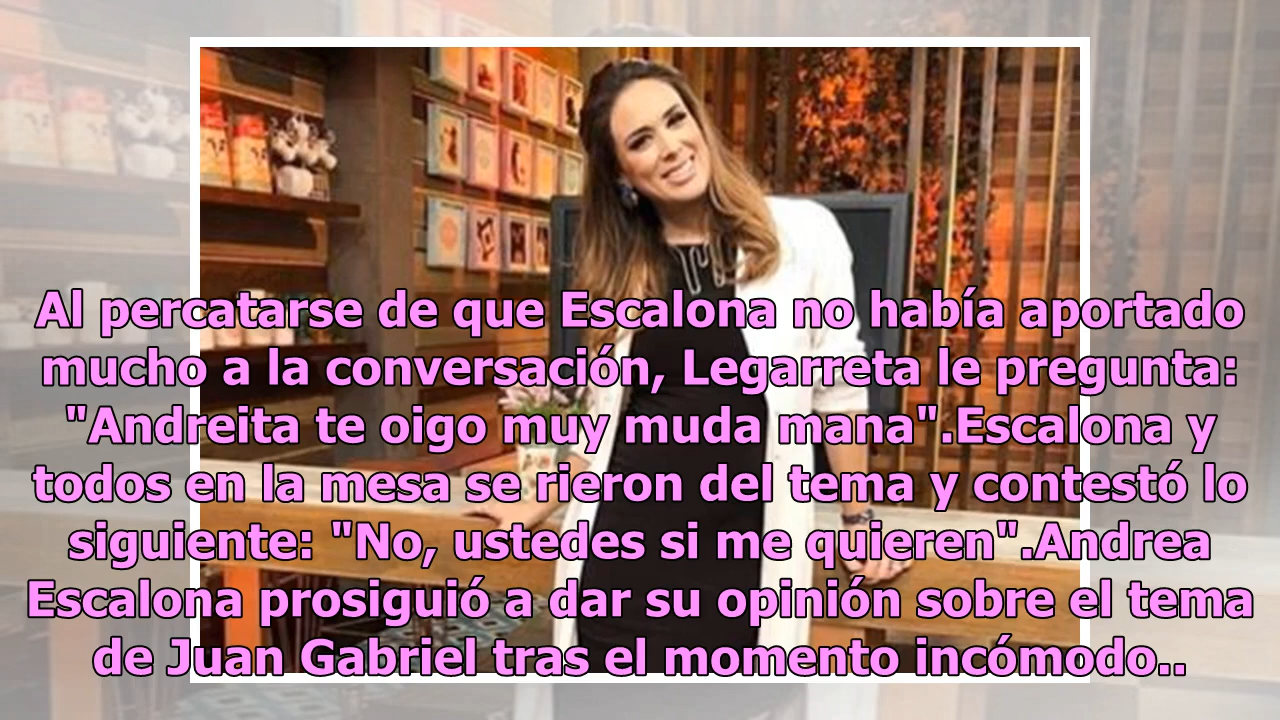 Al percatarse de que Escalona no había aportado
mucho a la conversación, Legarreta le pregunta:
"Andreita te oigo muy muda mana".Escalona y
todos en la mesa se rieron del tema y contestó lo
siguiente: "No, ustedes si me quieren".Andrea
Escalona prosiguió a dar su opinión sobre el tema
de Juan Gabriel tras el momento incómodo..